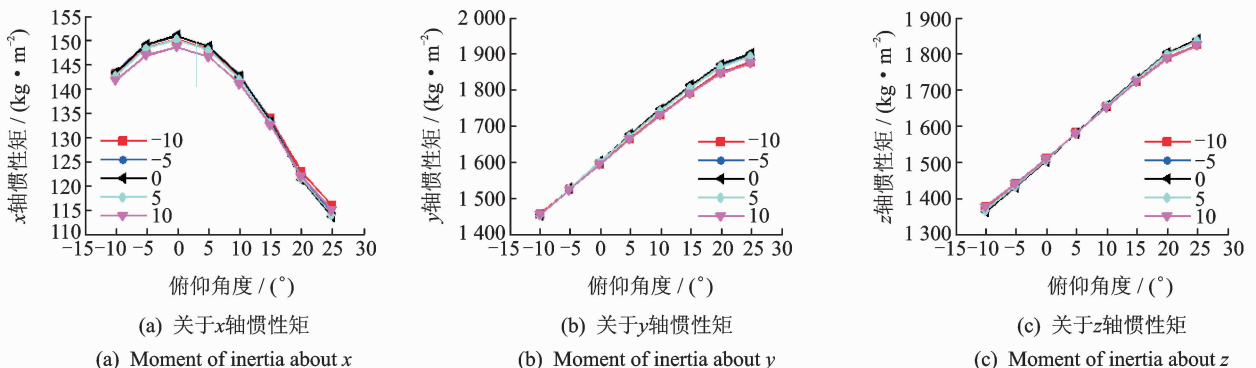 x轴惯性矩 / (kg·m⁻²)
155
150
145
140
135
130
125
120
115
110
−10
−5
0
5
10
−15 −10 −5 0 5 10 15 20 25 30
俯仰角度 / (°)
(a) 关于x轴惯性矩
(a) Moment of inertia about x
y轴惯性矩 / (kg·m⁻²)
2 000
1 900
1 800
1 700
1 600
1 500
1 400
−10
−5
0
5
10
−15 −10 −5 0 5 10 15 20 25 30
俯仰角度 / (°)
(b) 关于y轴惯性矩
(b) Moment of inertia about y
z轴惯性矩 / (kg·m⁻²)
1 900
1 800
1 700
1 600
1 500
1 400
1 300
−10
−5
0
5
10
−15 −10 −5 0 5 10 15 20 25 30
俯仰角度 / (°)
(c) 关于z轴惯性矩
(c) Moment of inertia about z